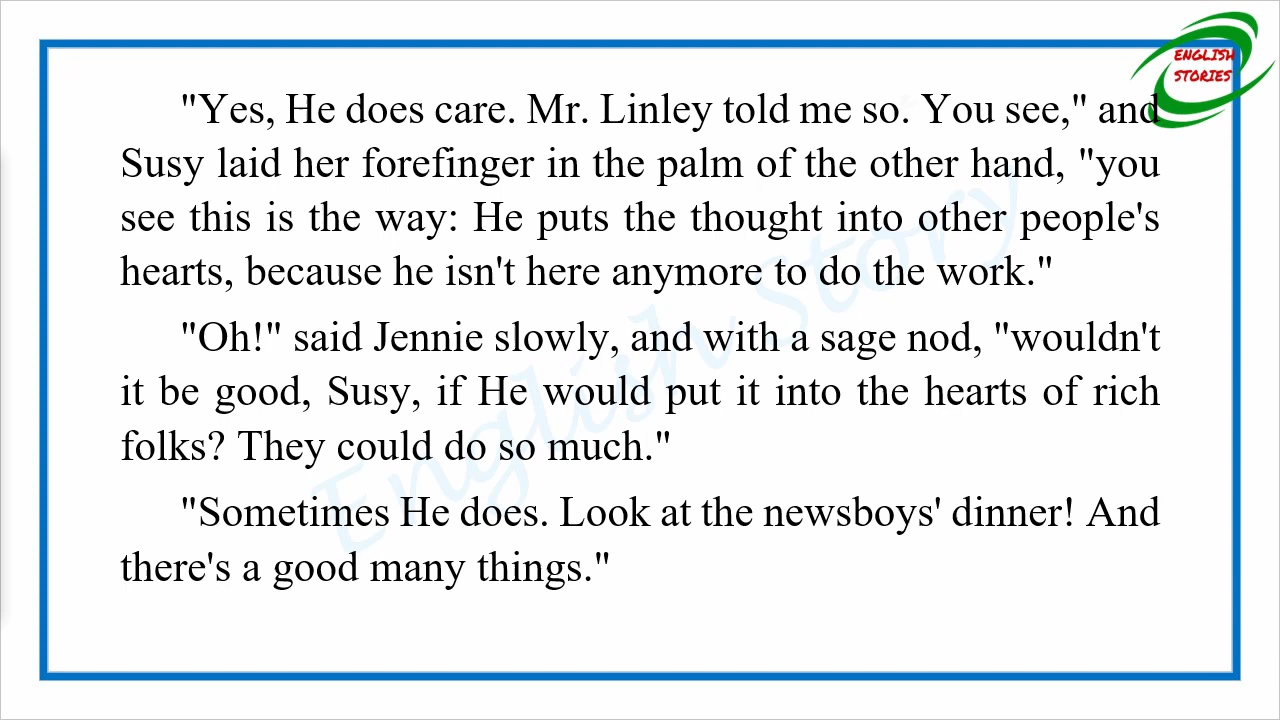 ENGLISH
STORIES
"Yes, He does care. Mr. Linley told me so. You see," and
Susy laid her forefinger in the palm of the other hand, "you
see this is the way: He puts the thought into other people's
hearts, because he isn't here anymore to do the work."
"Oh!" said Jennie slowly, and with a sage nod, "wouldn't
it be good, Susy, if He would put it into the hearts of rich
folks? They could do so much."
"Sometimes He does. Look at the newsboys' dinner! And
there's a good many things."
English Story